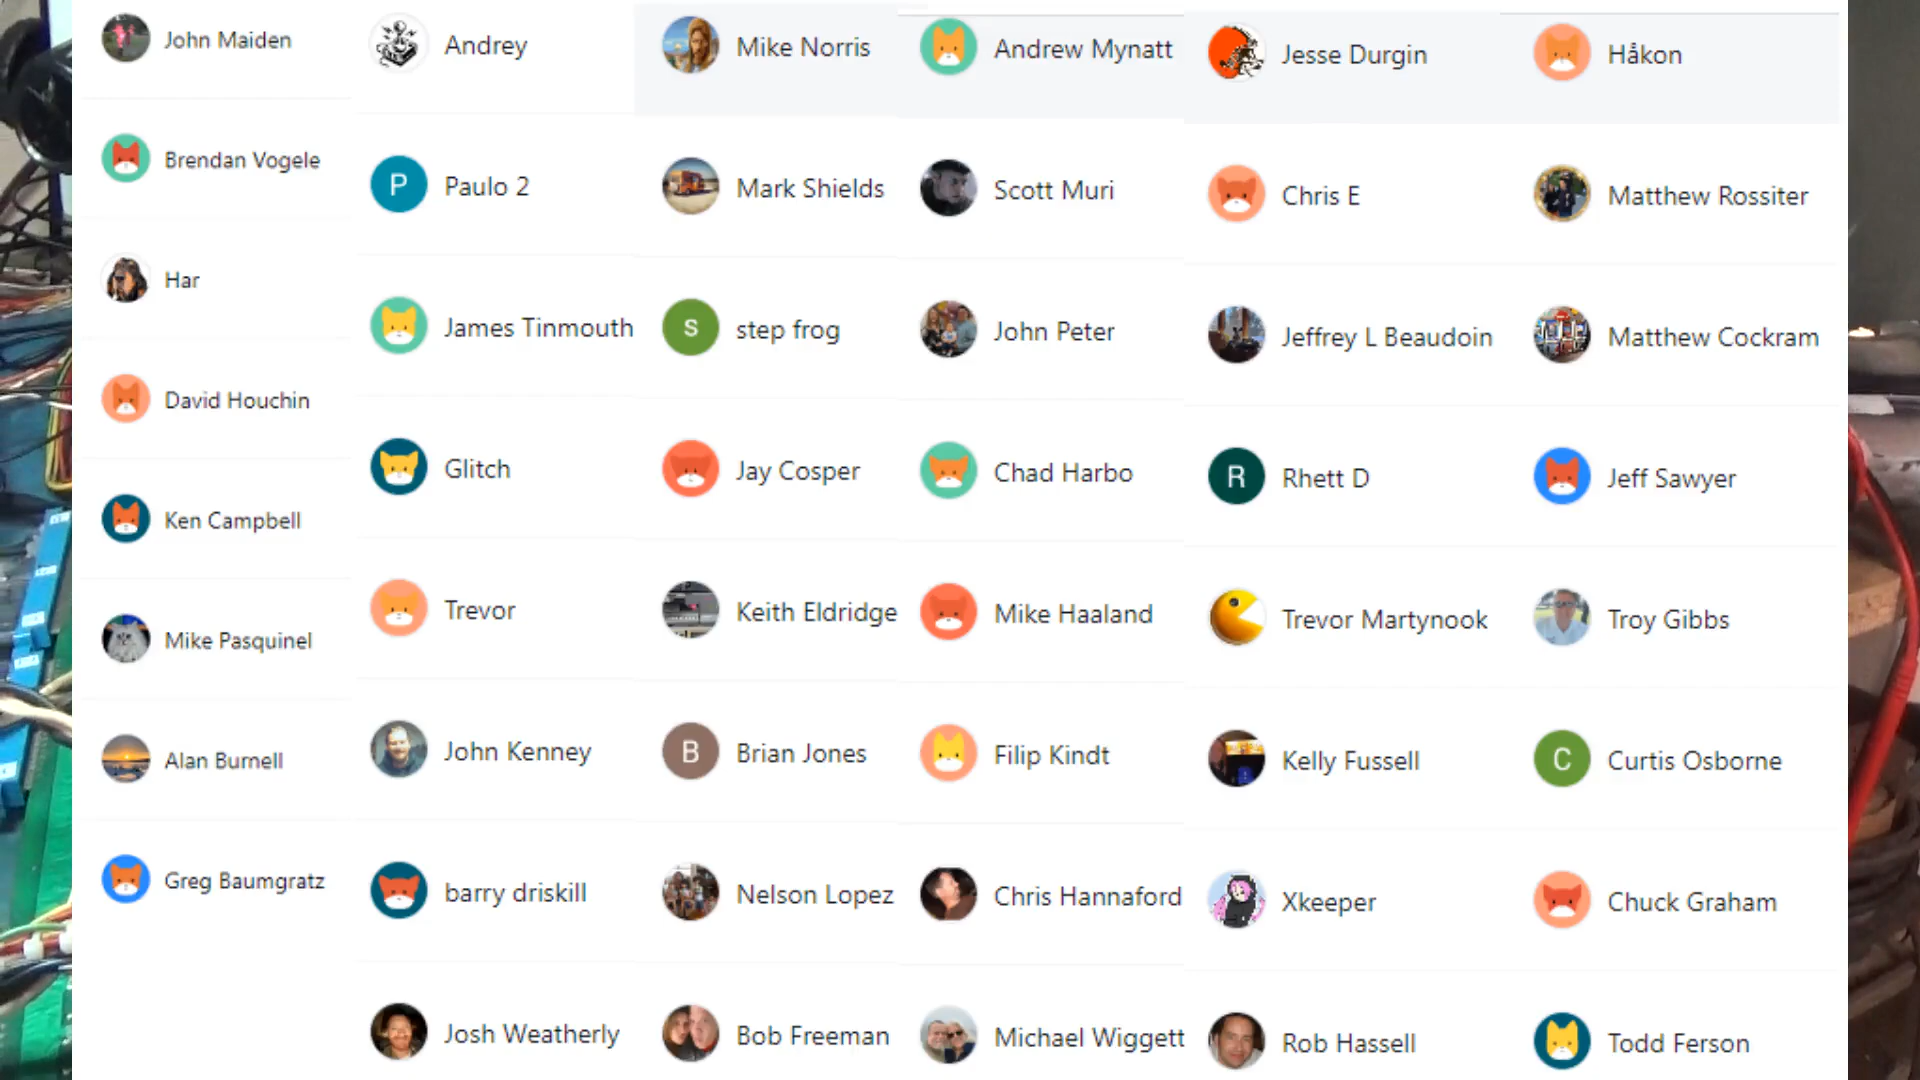 John Maiden
Brendan Vogele
Har
David Houchin
Ken Campbell
Mike Pasquinel
Alan Burnell
Greg Baumgratz
Andrey
P
Paulo 2
James Tinmouth
Glitch
Trevor
John Kenney
barry driskill
Josh Weatherly
Mike Norris
Mark Shields
S
step frog
Jay Cosper
Keith Eldridge
B
Brian Jones
Nelson Lopez
Bob Freeman
Andrew Mynatt
Scott Muri
John Peter
Chad Harbo
Mike Haaland
Filip Kindt
Chris Hannaford
Michael Wiggett
Jesse Durgin
Chris E
Jeffrey L Beaudoin
R
Rhett D
Trevor Martynook
Kelly Fussell
Xkeeper
Rob Hassell
Håkon
Matthew Rossiter
Matthew Cockram
Jeff Sawyer
Troy Gibbs
C
Curtis Osborne
Chuck Graham
Todd Ferson